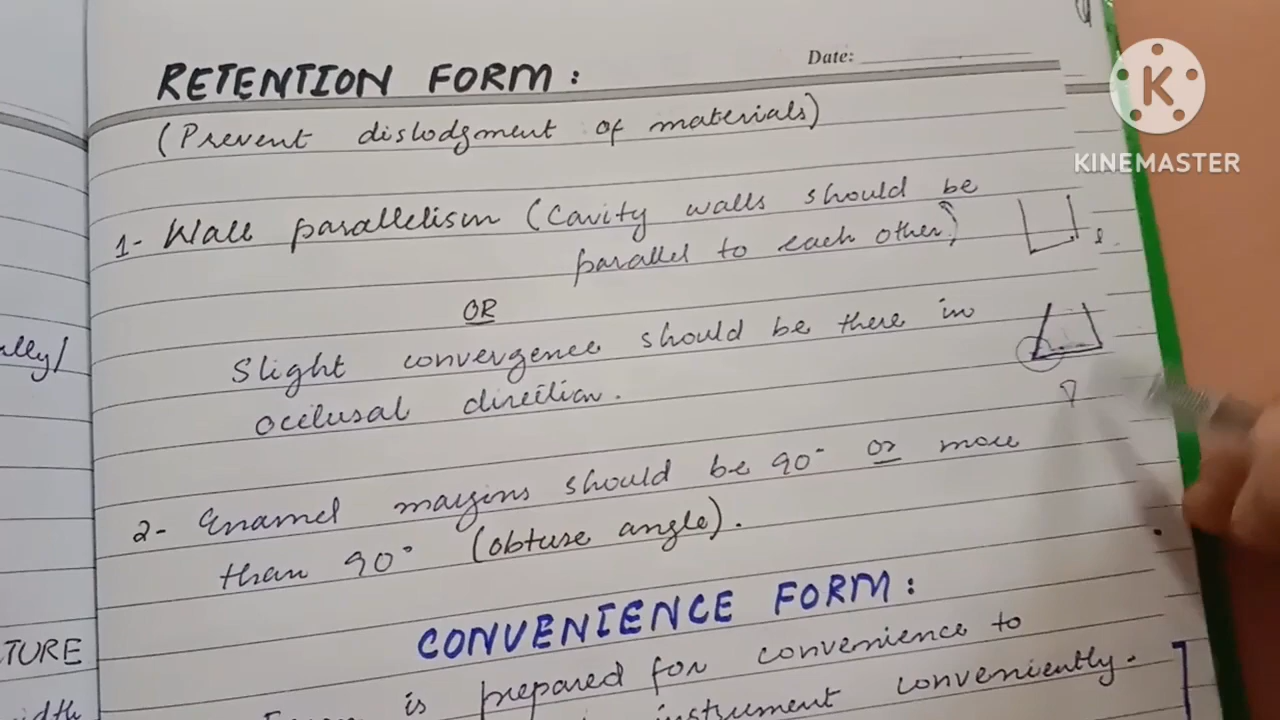 Date:
RETENTION FORM:
(Prevent dislodgment of materials)
1- Wall parallelism (Cavity walls should be
parallel to each other)
OR
Slight convergence should be there in
occlusal direction.
2- Enamel margins should be 90° or more
than 90° (obtuse angle).
CONVENIENCE FORM:
is prepared for convenience to
instrument conveniently.
ally/
TURE
width
K
KINEMASTER